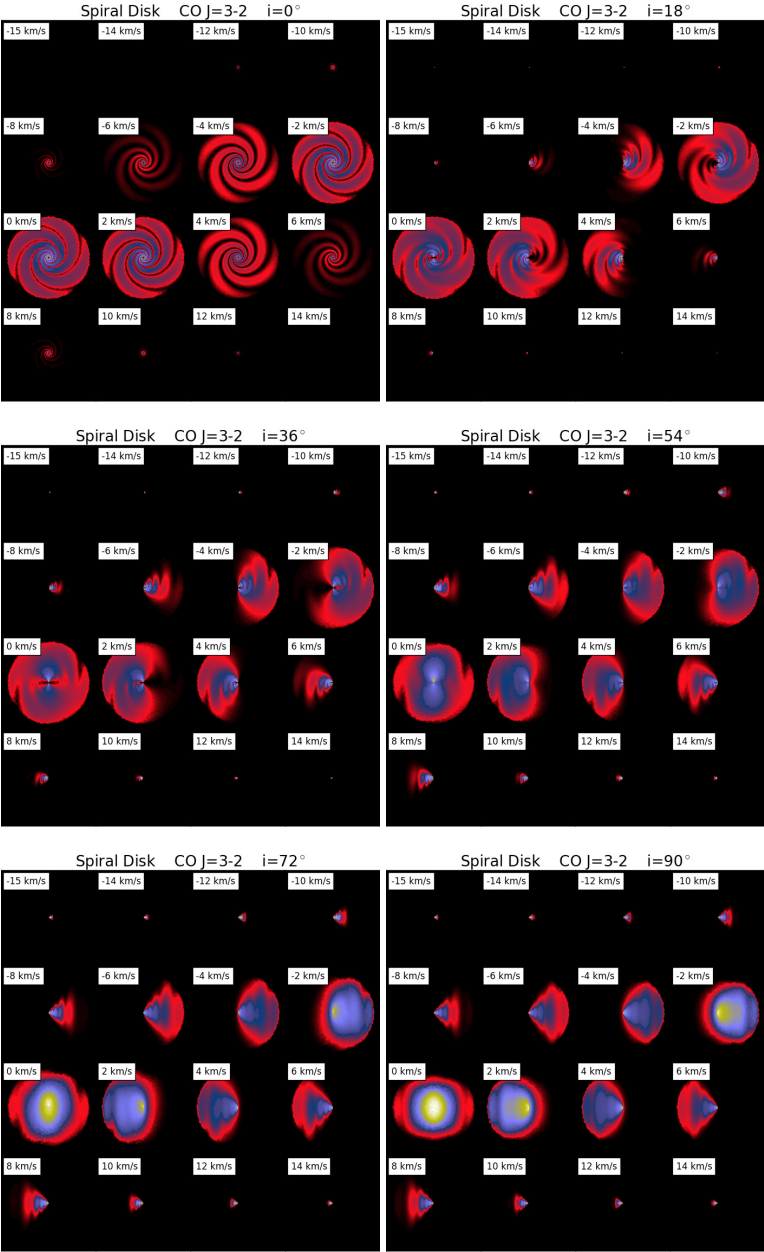 Spiral Disk CO J=3-2 i=0°
-15 km/s -14 km/s -12 km/s -10 km/s
-8 km/s -6 km/s -4 km/s -2 km/s
0 km/s 2 km/s 4 km/s 6 km/s
8 km/s 10 km/s 12 km/s 14 km/s
Spiral Disk CO J=3-2 i=18°
-15 km/s -14 km/s -12 km/s -10 km/s
-8 km/s -6 km/s -4 km/s -2 km/s
0 km/s 2 km/s 4 km/s 6 km/s
8 km/s 10 km/s 12 km/s 14 km/s
Spiral Disk CO J=3-2 i=36°
-15 km/s -14 km/s -12 km/s -10 km/s
-8 km/s -6 km/s -4 km/s -2 km/s
0 km/s 2 km/s 4 km/s 6 km/s
8 km/s 10 km/s 12 km/s 14 km/s
Spiral Disk CO J=3-2 i=54°
-15 km/s -14 km/s -12 km/s -10 km/s
-8 km/s -6 km/s -4 km/s -2 km/s
0 km/s 2 km/s 4 km/s 6 km/s
8 km/s 10 km/s 12 km/s 14 km/s
Spiral Disk CO J=3-2 i=72°
-15 km/s -14 km/s -12 km/s -10 km/s
-8 km/s -6 km/s -4 km/s -2 km/s
0 km/s 2 km/s 4 km/s 6 km/s
8 km/s 10 km/s 12 km/s 14 km/s
Spiral Disk CO J=3-2 i=90°
-15 km/s -14 km/s -12 km/s -10 km/s
-8 km/s -6 km/s -4 km/s -2 km/s
0 km/s 2 km/s 4 km/s 6 km/s
8 km/s 10 km/s 12 km/s 14 km/s